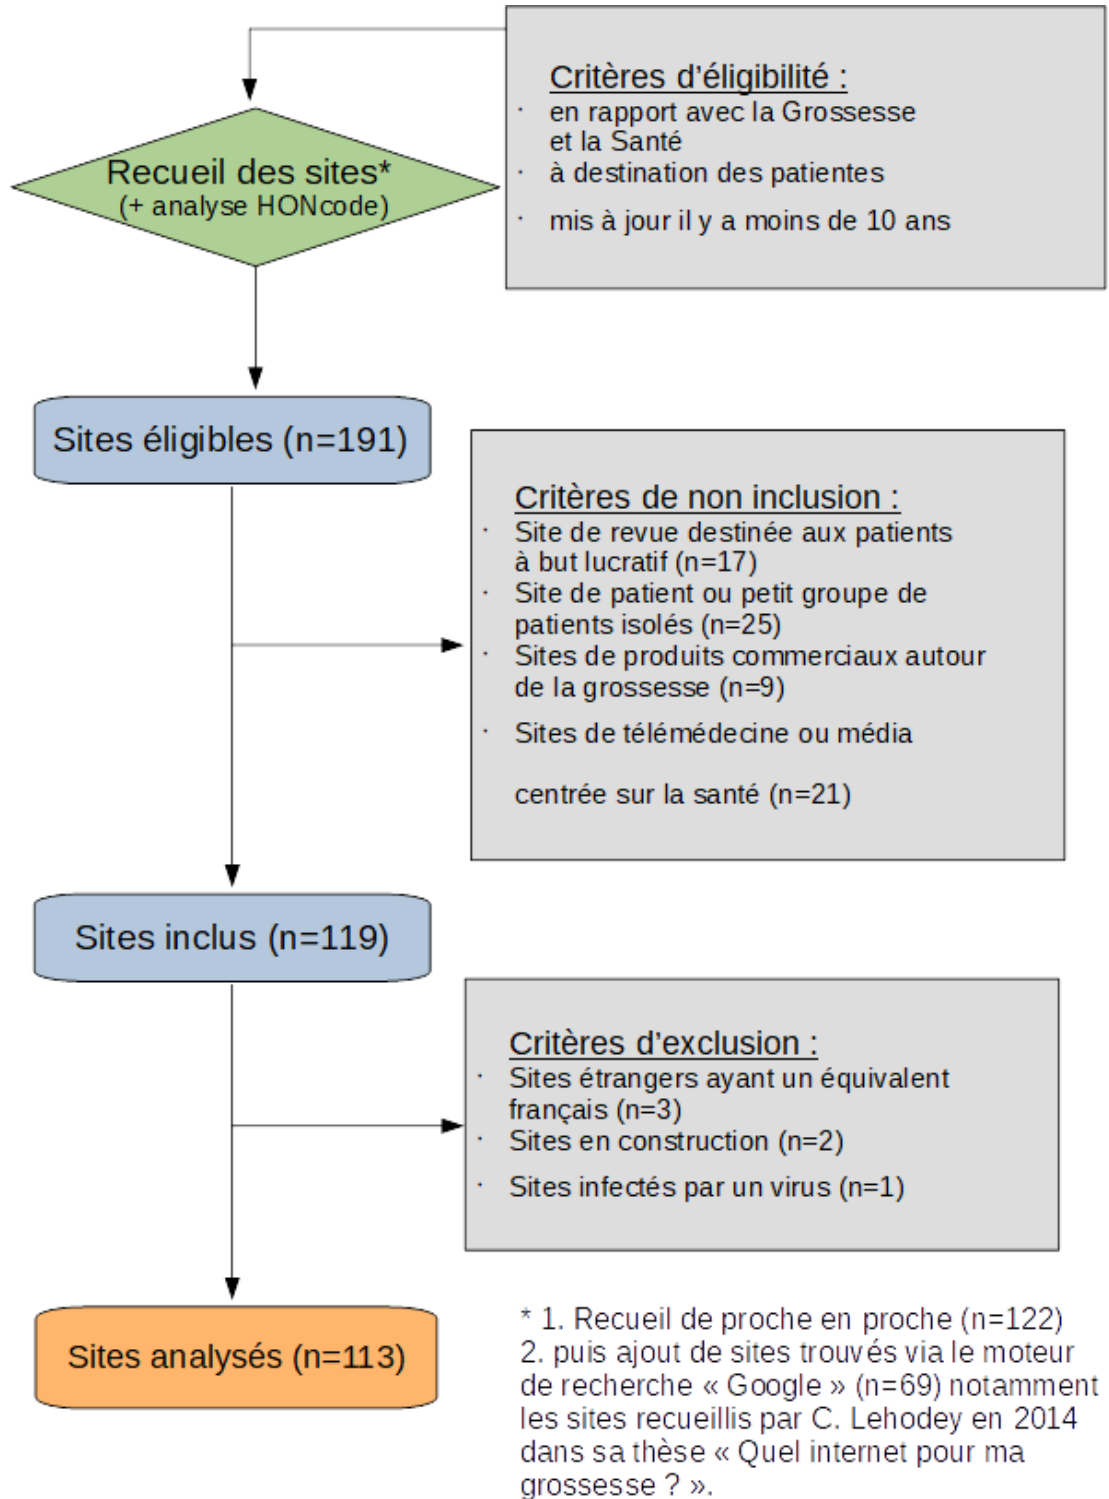 Critères d'éligibilité :
· en rapport avec la Grossesse
et la Santé
· à destination des patientes
· mis à jour il y a moins de 10 ans
Recueil des sites*
(+ analyse HONcode)
Sites éligibles (n=191)
Critères de non inclusion :
· Site de revue destinée aux patients
à but lucratif (n=17)
· Site de patient ou petit groupe de
patients isolés (n=25)
· Sites de produits commerciaux autour
de la grossesse (n=9)
· Sites de télémédecine ou média
centrée sur la santé (n=21)
Sites inclus (n=119)
Critères d'exclusion :
· Sites étrangers ayant un équivalent
français (n=3)
· Sites en construction (n=2)
· Sites infectés par un virus (n=1)
Sites analysés (n=113)
* 1. Recueil de proche en proche (n=122)
2. puis ajout de sites trouvés via le moteur
de recherche « Google » (n=69) notamment
les sites recueillis par C. Lehodey en 2014
dans sa thèse « Quel internet pour ma
grossesse ? ».